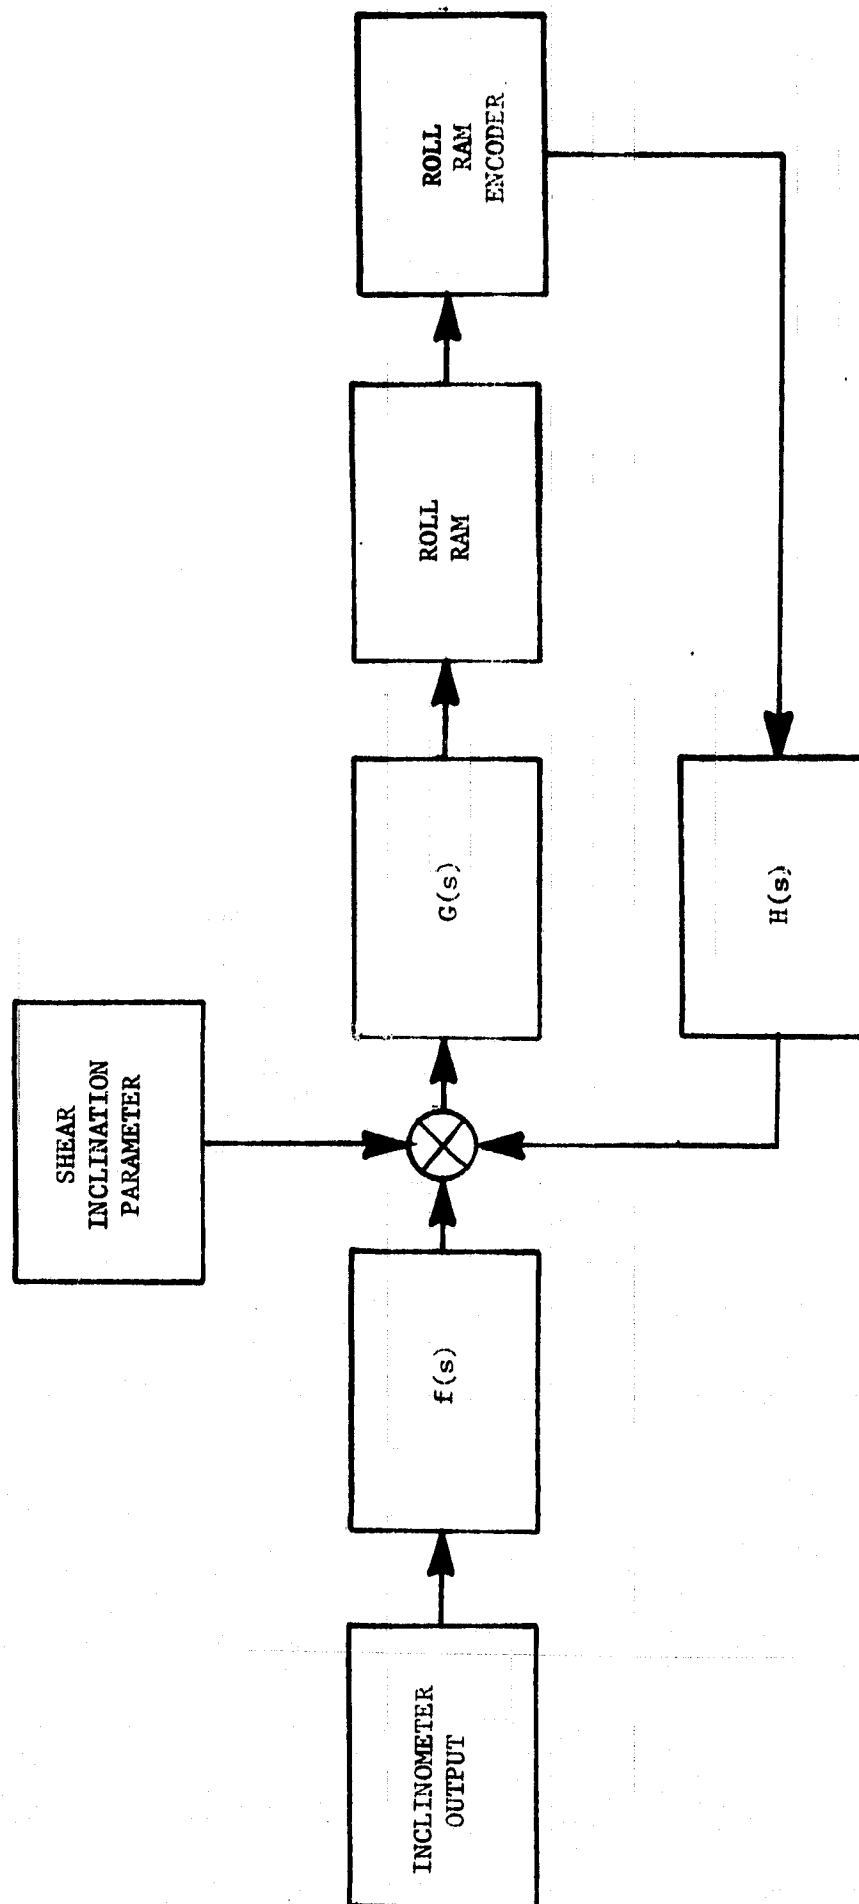 SHEAR
INCLINATION
PARAMETER
INCLINOMETER
OUTPUT
f(s)
G(s)
ROLL
RAM
ROLL
RAM
ENCODER
H(s)